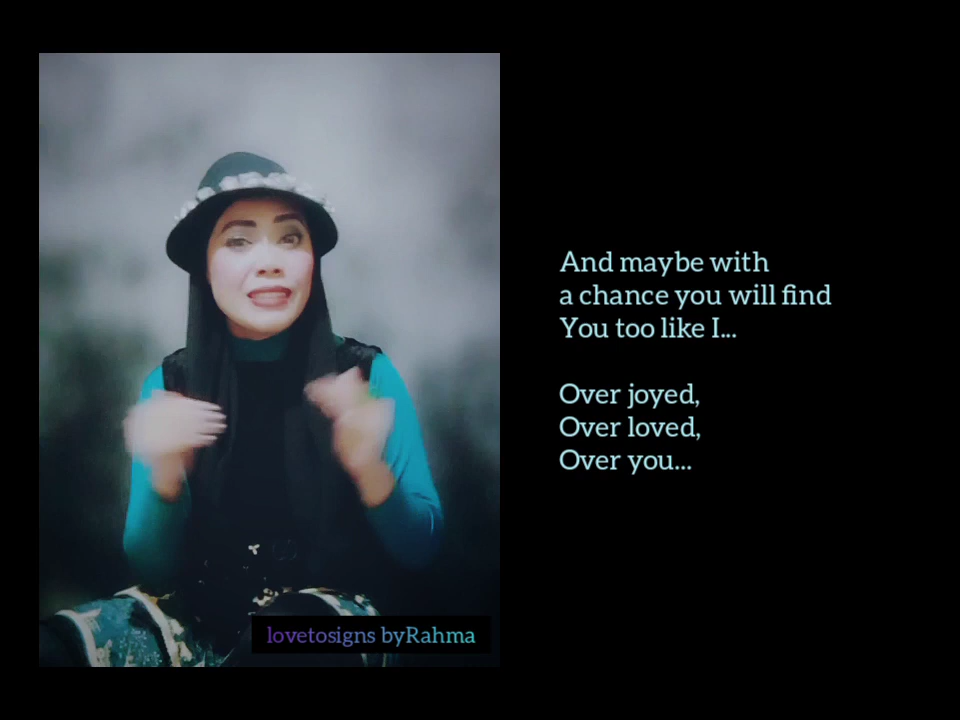 And maybe with
a chance you will find
You too like I...
Over joyed,
Over loved,
Over you...
lovetosigns byRahma